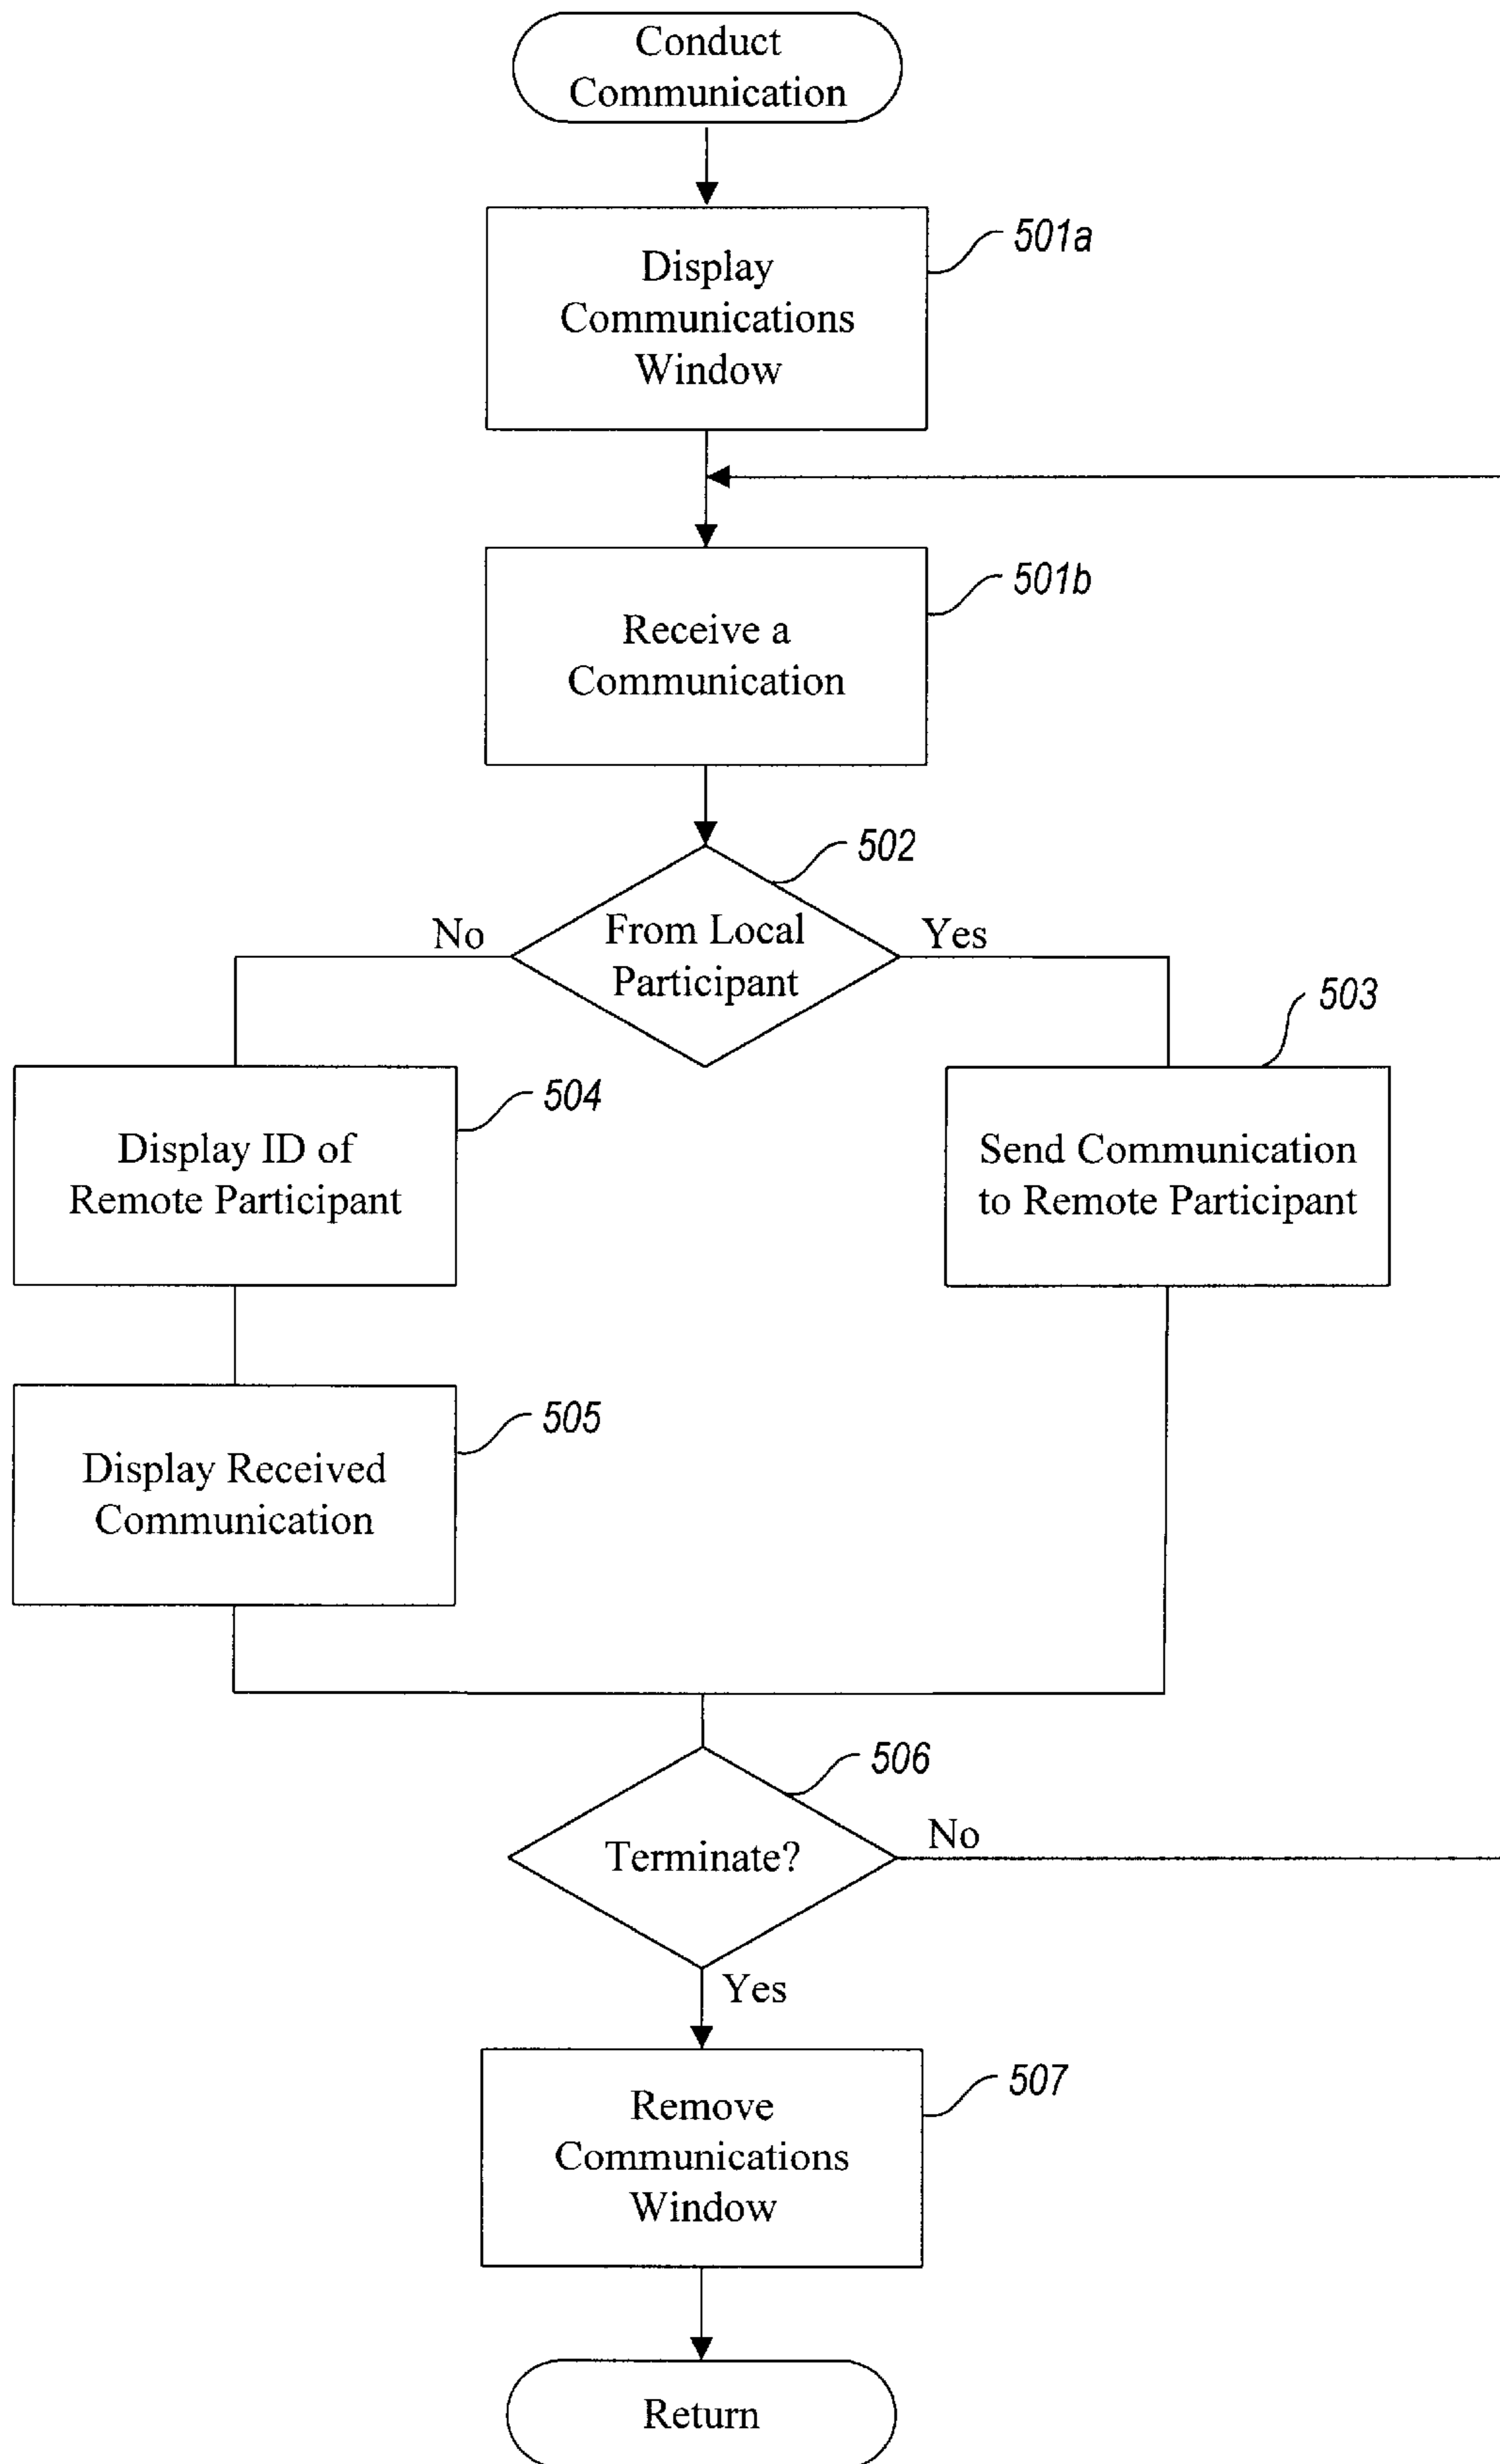 Conduct
Communication
501a
Display
Communications
Window
501b
Receive a
Communication
502
No
From Local
Participant
Yes
503
504
Display ID of
Remote Participant
Send Communication
to Remote Participant
505
Display Received
Communication
506
Terminate?
No
Yes
507
Remove
Communications
Window
Return